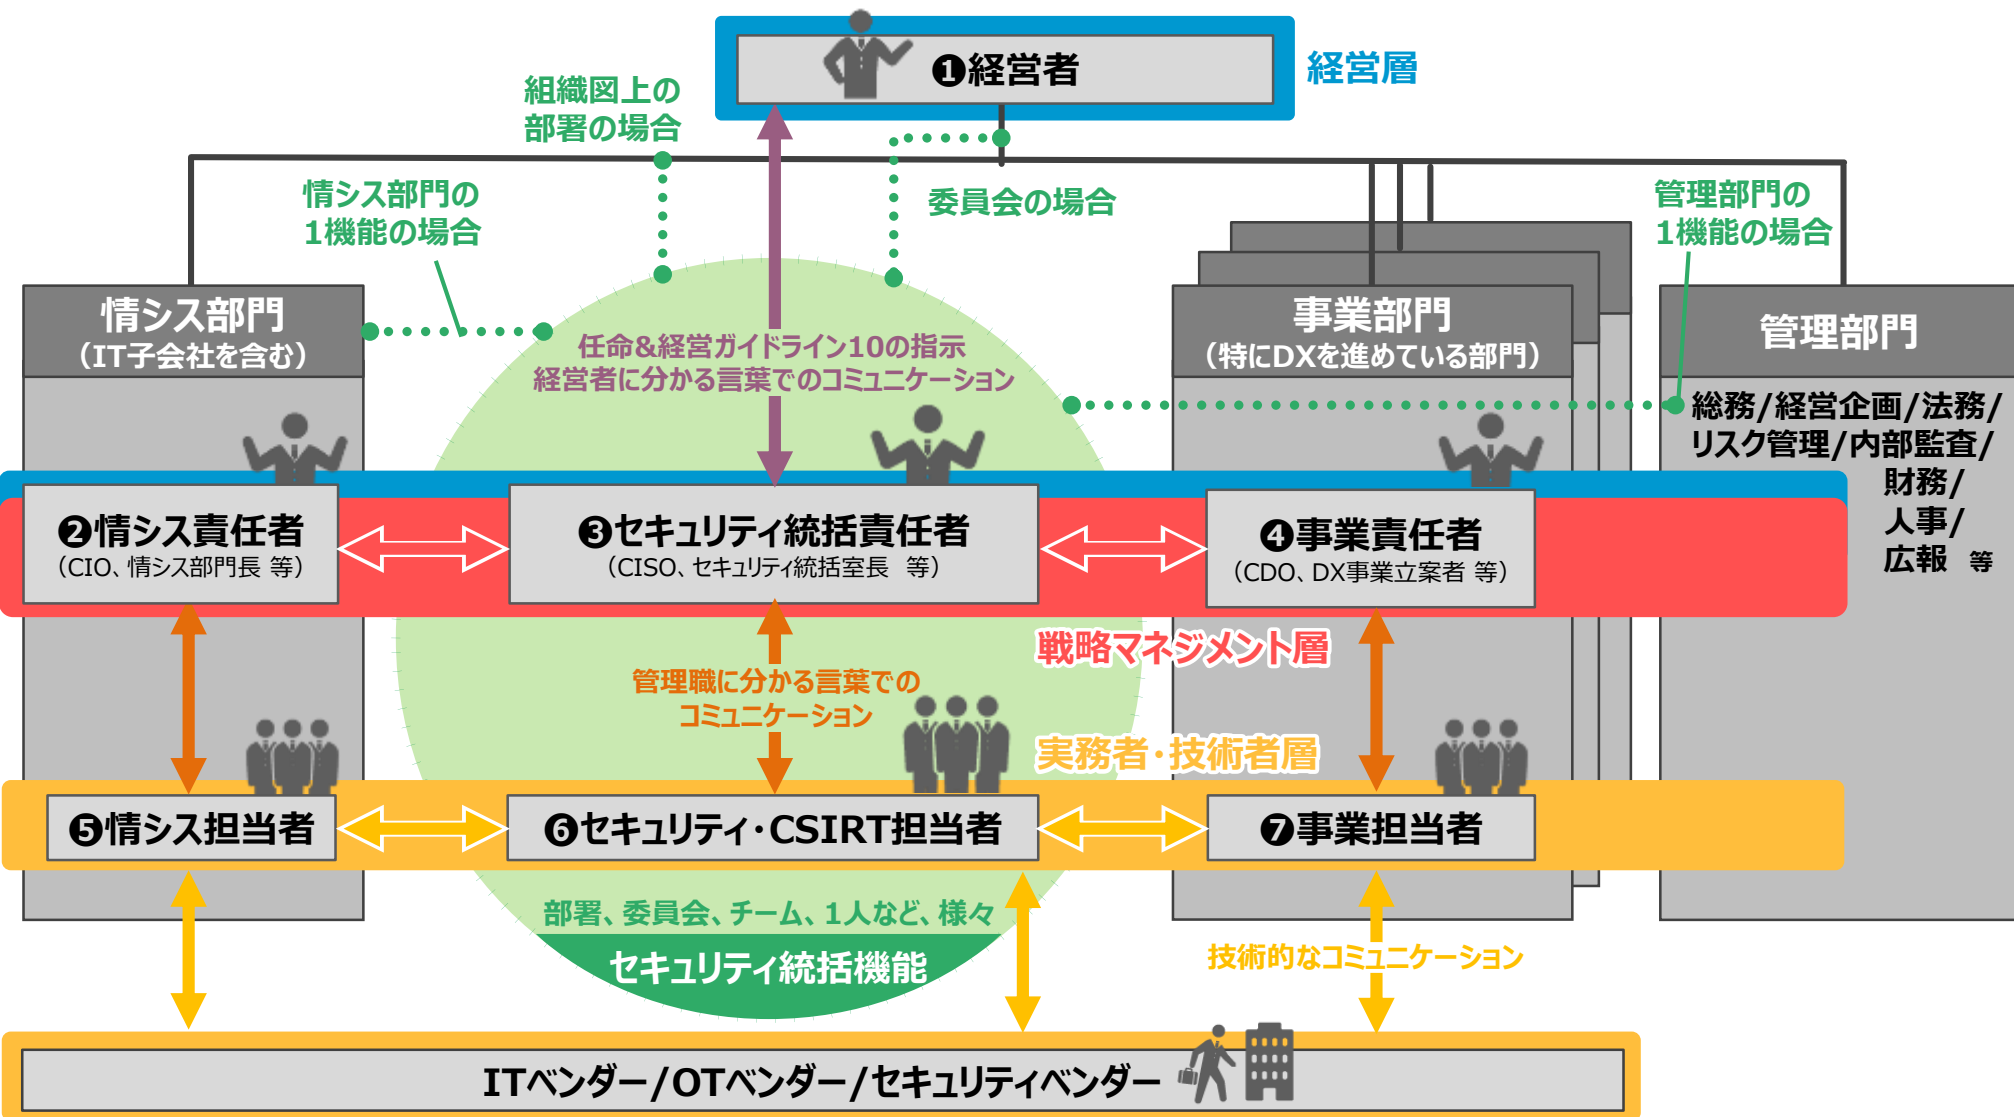 ❶経営者
経営層
組織図上の
部署の場合
情シス部門の
1機能の場合
委員会の場合
管理部門の
1機能の場合
情シス部門
（IT子会社を含む）
任命&経営ガイドライン10の指示
経営者に分かる言葉でのコミュニケーション
事業部門
（特にDXを進めている部門）
管理部門
総務/経営企画/法務/
リスク管理/内部監査/
財務/
人事/
広報 等
❷情シス責任者
（CIO、情シス部門長 等）
❸セキュリティ統括責任者
（CISO、セキュリティ統括室長 等）
❹事業責任者
（CDO、DX事業立案者 等）
戦略マネジメント層
管理職に分かる言葉での
コミュニケーション
実務者・技術者層
❺情シス担当者
❻セキュリティ・CSIRT担当者
❼事業担当者
部署、委員会、チーム、1人など、様々
セキュリティ統括機能
技術的なコミュニケーション
ITベンダー/OTベンダー/セキュリティベンダー